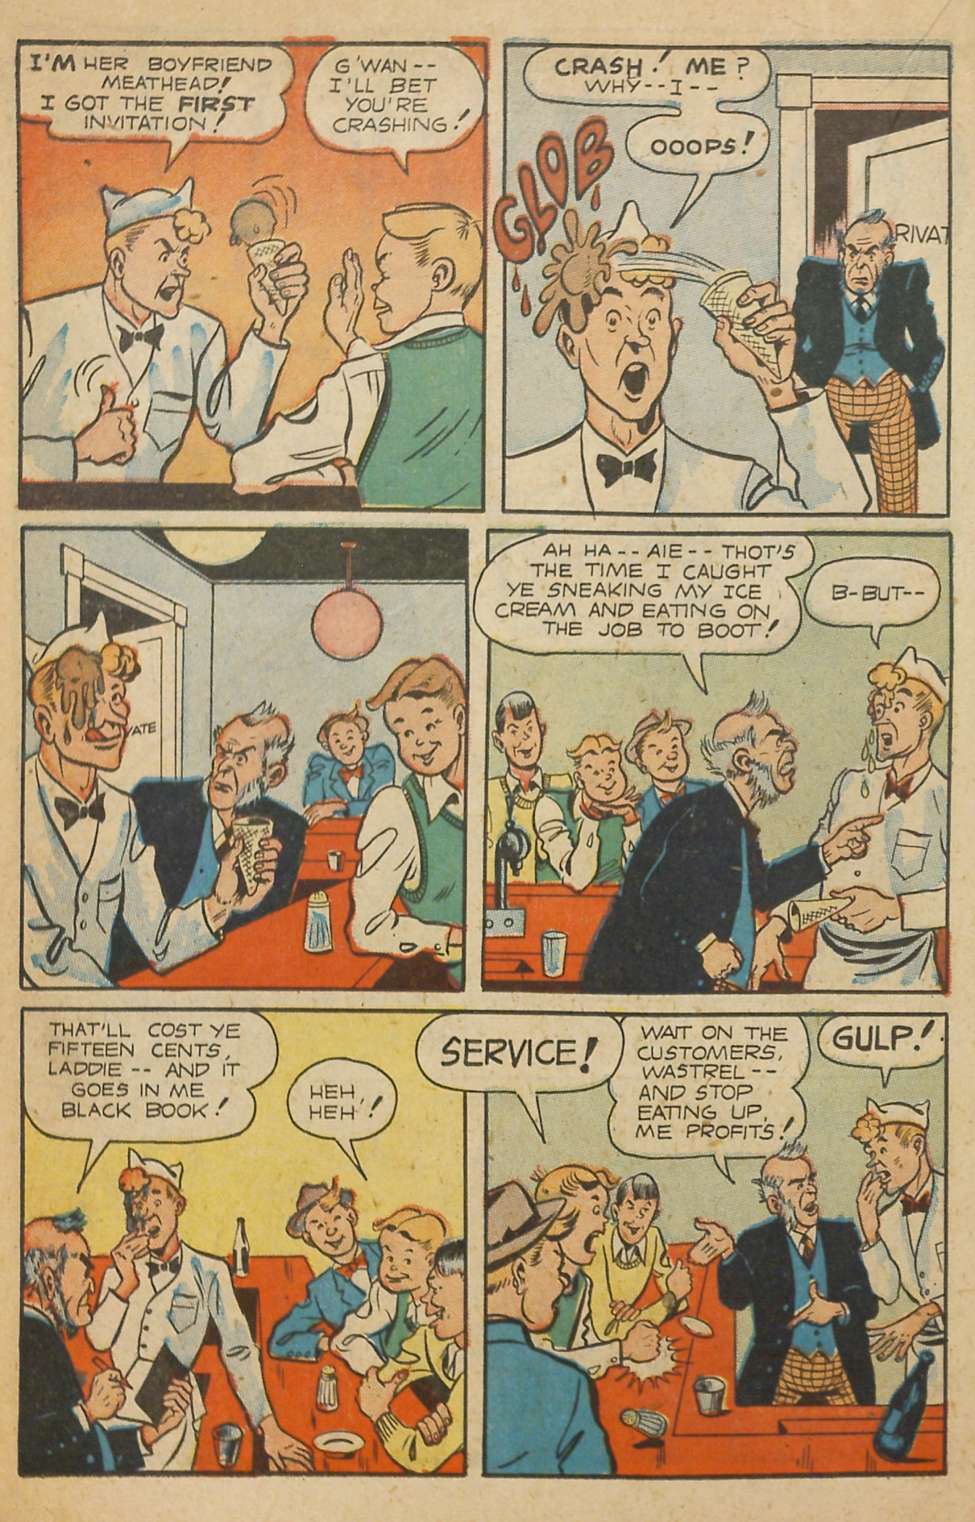 I'M HER BOYFRIEND
MEATHEAD!
I GOT THE FIRST
INVITATION!
G'WAN--
I'LL BET
YOU'RE
CRASHING!
CRASH! ME?
WHY--I--
OOOPS!
GLOB
RIVAT
VATE
AH HA-- AIE-- THOT'S
THE TIME I CAUGHT
YE SNEAKING MY ICE
CREAM AND EATING ON
THE JOB TO BOOT!
B-BUT--
THAT'LL COST YE
FIFTEEN CENTS,
LADDIE -- AND IT
GOES IN ME
BLACK BOOK!
HEH,
HEH!
SERVICE!
WAIT ON THE
CUSTOMERS,
WASTREL--
AND STOP
EATING UP
ME PROFITS!
GULP!